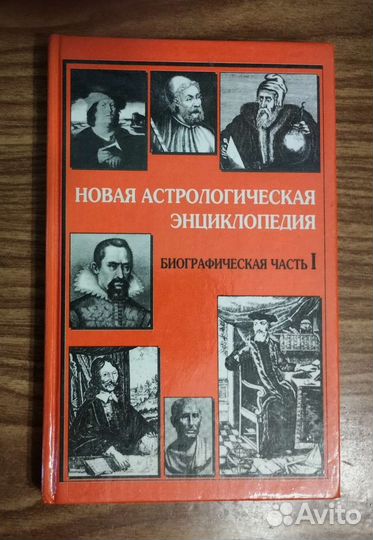 НОВАЯ АСТРОЛОГИЧЕСКАЯ
ЭНЦИКЛОПЕДИЯ
БИОГРАФИЧЕСКАЯ ЧАСТЬ I
Avito